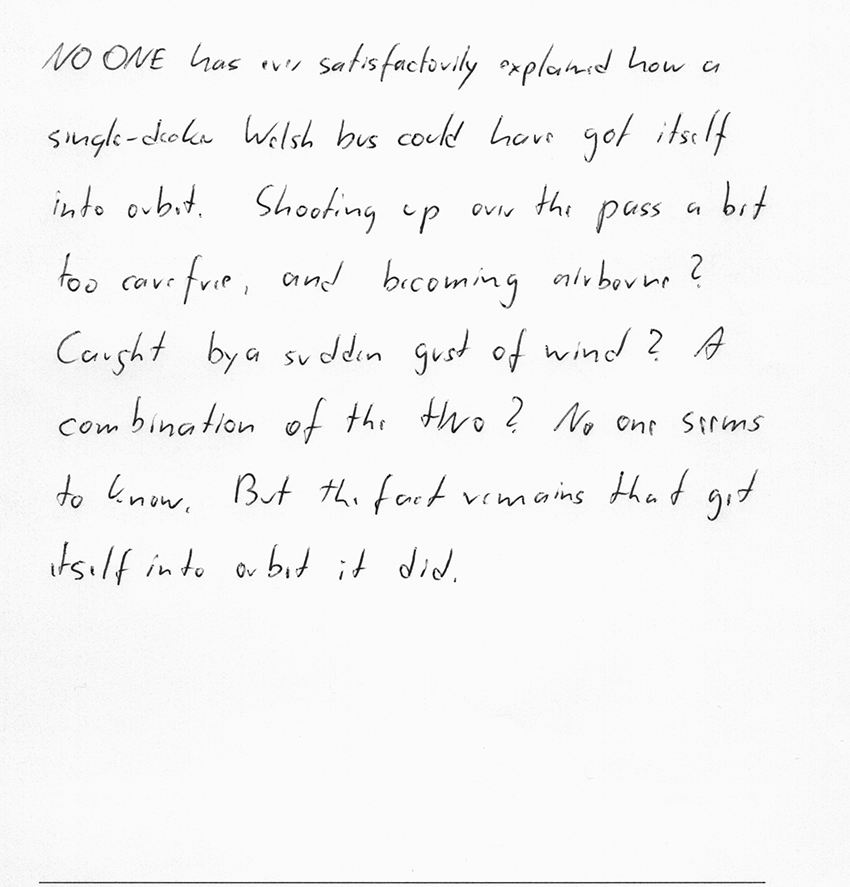 NO ONE has ever satisfactorily explained how a
single-decker Welsh bus could have got itself
into orbit. Shooting up over the pass a bit
too carefree, and becoming airborne?
Caught by a sudden gust of wind? A
combination of the two? No one seems
to know. But the fact remains that get
itself into orbit it did.